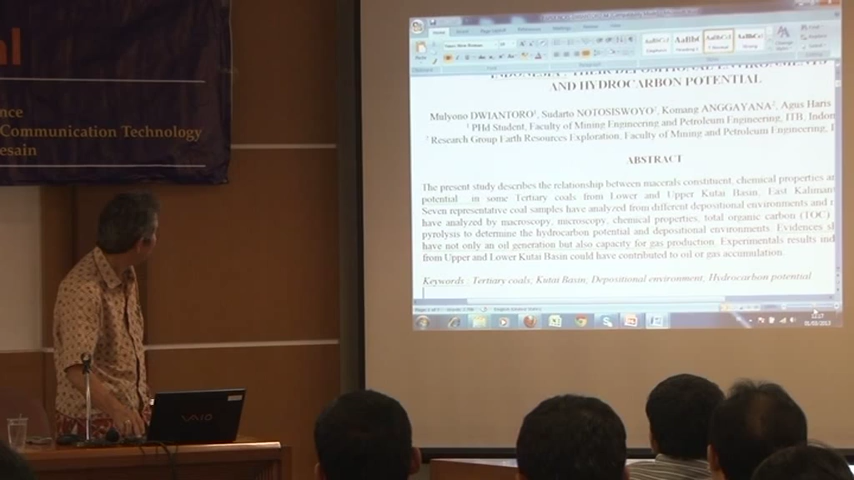 al
nce
Communication Technology
esain
Home
AND HYDROCARBON POTENTIAL
Mulyono DWIANTORO¹, Sudarto NOTOSISWOYO², Komang ANGGAYANA², Agus Haris
¹ PHd Student, Faculty of Mining Engineering and Petroleum Engineering, ITB, Indon
² Research Group Earth Resources Exploration, Faculty of Mining and Petroleum Engineering, I
ABSTRACT
The present study describes the relationship between macerals constituent, chemical properties an
potential in some Tertiary coals from Lower and Upper Kutai Basin, East Kalimant
Seven representative coal samples have analyzed from different depositional environments and r
have analyzed by macroscopy, microscopy, chemical properties, total organic carbon (TOC)
pyrolysis to determine the hydrocarbon potential and depositional environments. Evidences sh
have not only an oil generation but also capacity for gas production. Experimentals results ind
from Upper and Lower Kutai Basin could have contributed to oil or gas accumulation.
Keywords : Tertiary coals, Kutai Basin, Depositional environment, Hydrocarbon potential
VAIO